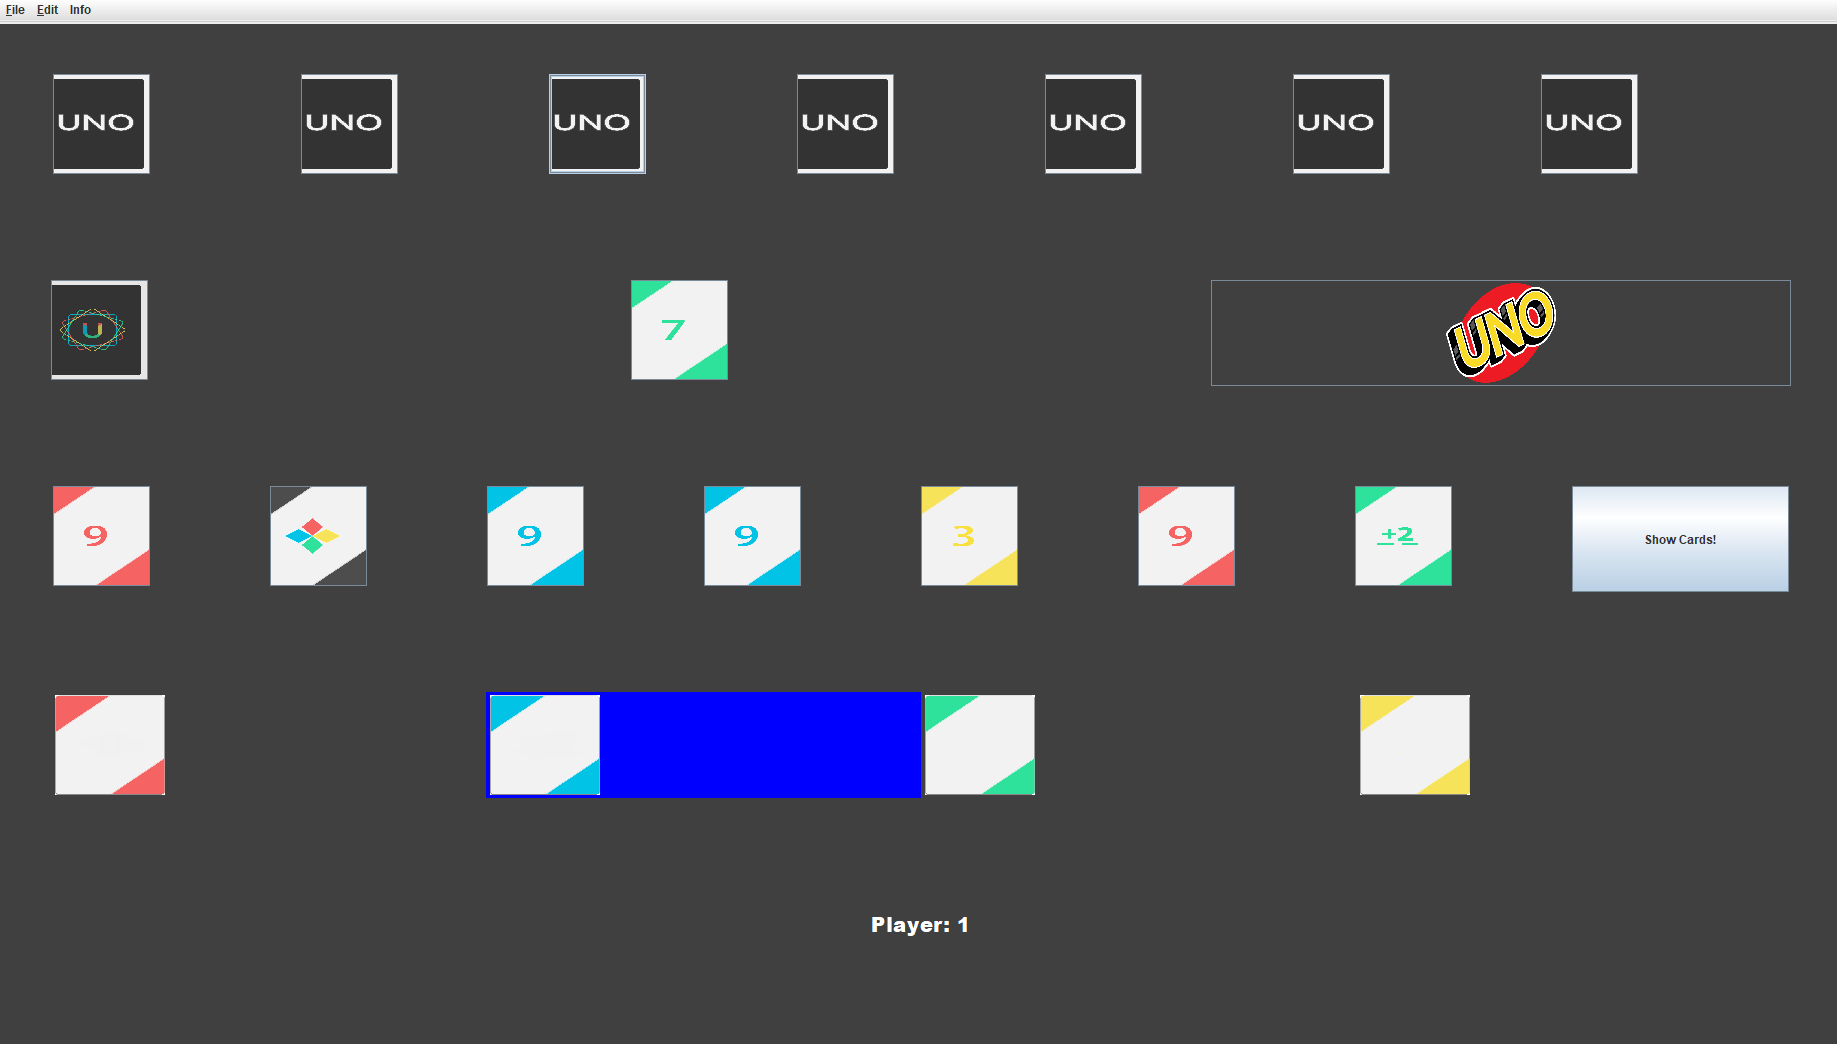 File Edit Info
UNO UNO UNO UNO UNO UNO UNO
U 7 UNO
9 9 9 3 9 +2 Show Cards!
Player: 1